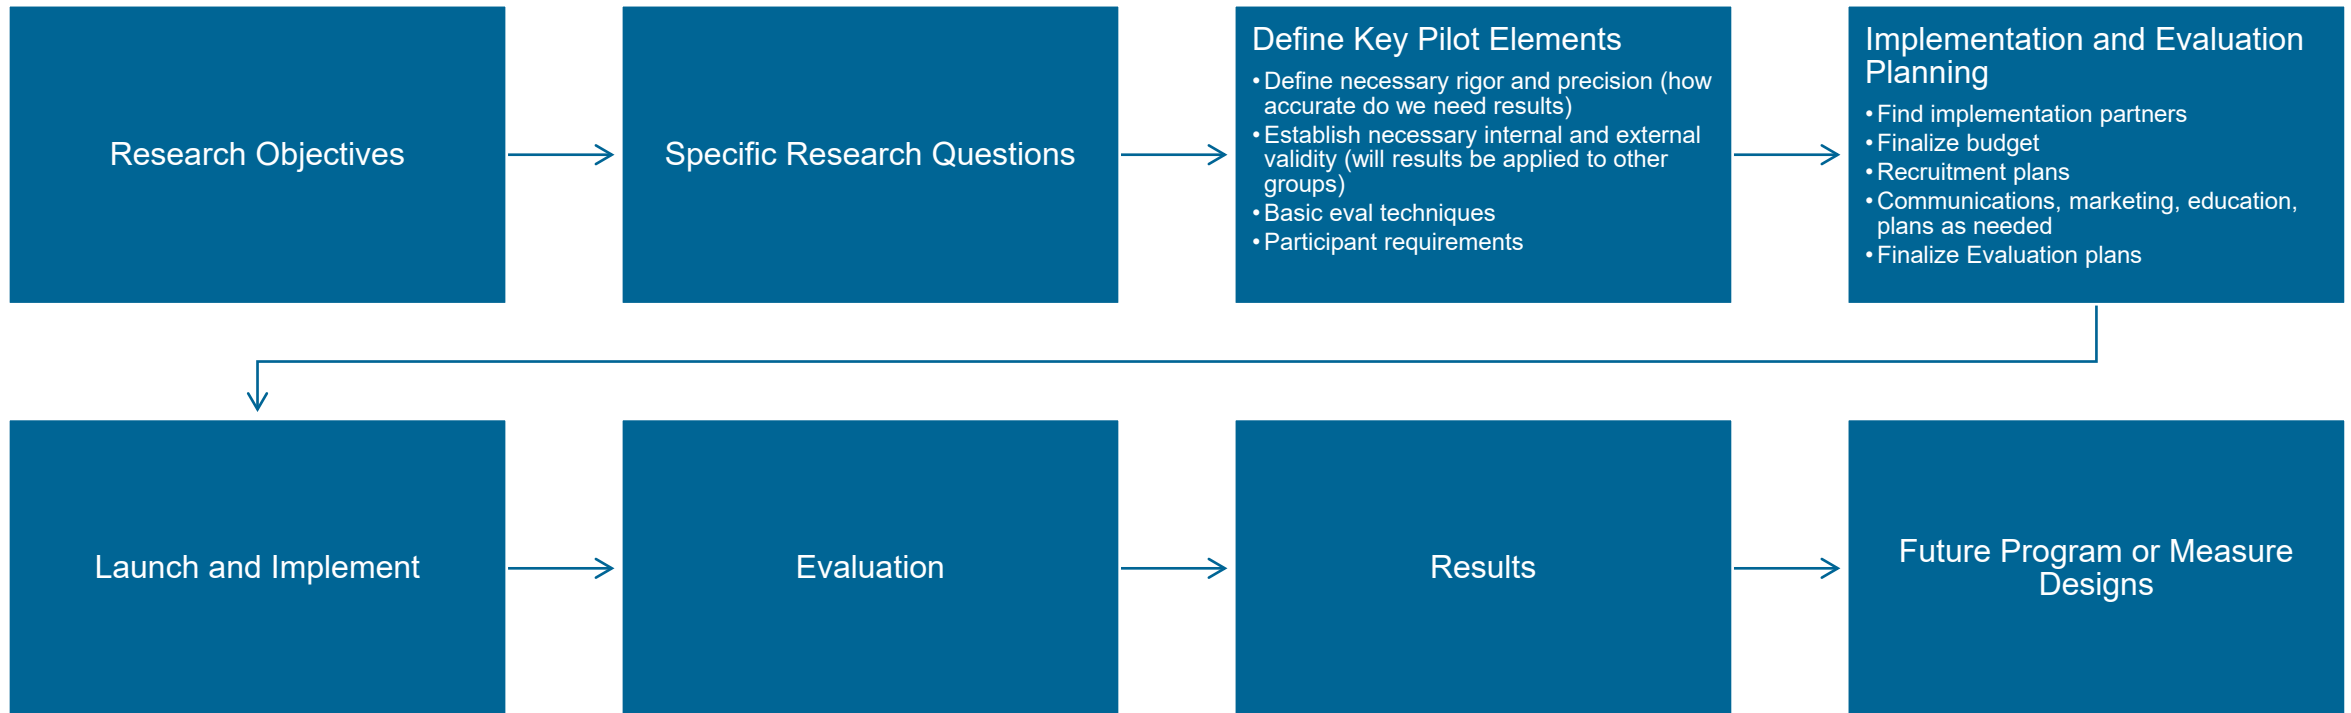 Research Objectives
Specific Research Questions
Define Key Pilot Elements
• Define necessary rigor and precision (how
accurate do we need results)
• Establish necessary internal and external
validity (will results be applied to other
groups)
• Basic eval techniques
• Participant requirements
Implementation and Evaluation
Planning
• Find implementation partners
• Finalize budget
• Recruitment plans
• Communications, marketing, education,
plans as needed
• Finalize Evaluation plans
Launch and Implement
Evaluation
Results
Future Program or Measure
Designs